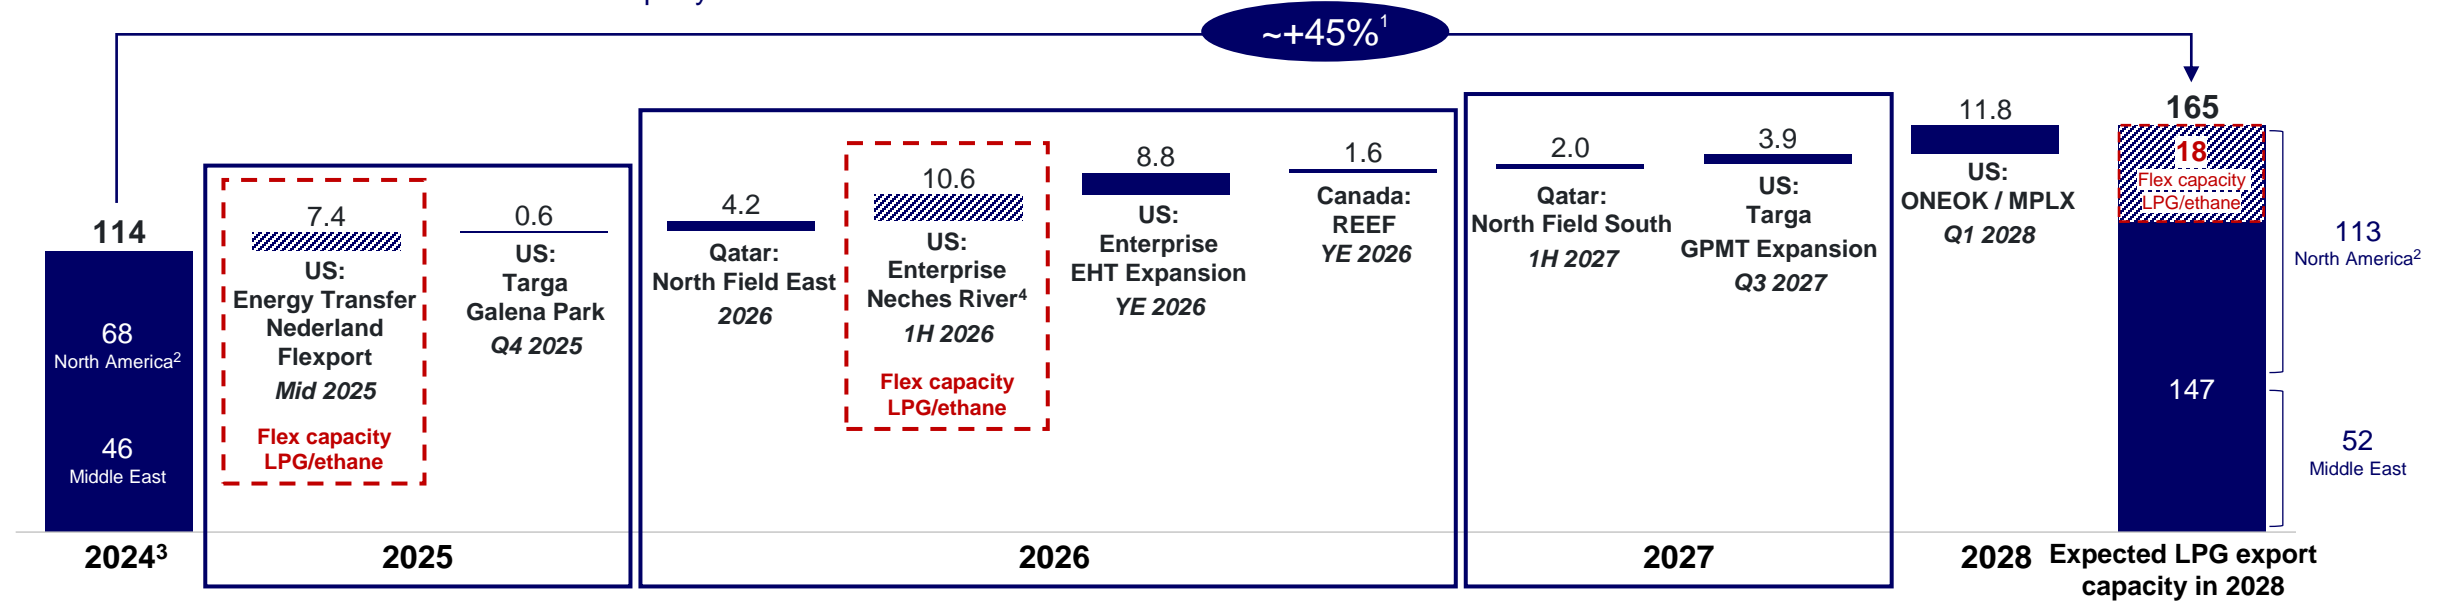 ~+45%1
114
68
North America2
46
Middle East
20243
7.4
US:
Energy Transfer
Nederland
Flexport
Mid 2025
Flex capacity
LPG/ethane
0.6
US:
Targa
Galena Park
Q4 2025
2025
4.2
Qatar:
North Field East
2026
10.6
US:
Enterprise
Neches River4
1H 2026
Flex capacity
LPG/ethane
8.8
US:
Enterprise
EHT Expansion
YE 2026
1.6
Canada:
REEF
YE 2026
2026
2.0
Qatar:
North Field South
1H 2027
3.9
US:
Targa
GPMT Expansion
Q3 2027
2027
11.8
US:
ONEOK / MPLX
Q1 2028
2028
165
18
Flex capacity
LPG/ethane
147
113
North America2
52
Middle East
Expected LPG export
capacity in 2028